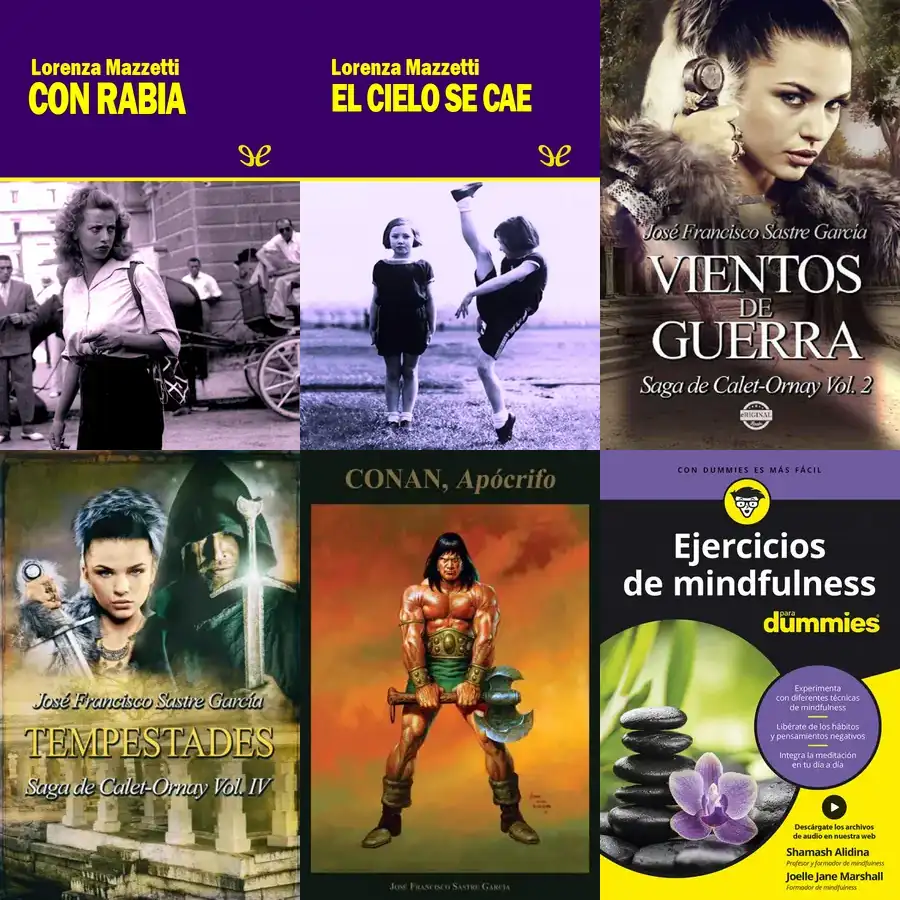 Lorenza Mazzetti
CON RABIA
Lorenza Mazzetti
EL CIELO SE CAE
José Francisco Sastre García
VIENTOS
DE
GUERRA
Saga de Calet-Ornay Vol. 2
ORIGINAL
José Francisco Sastre García
TEMPESTADES
Saga de Calet-Ornay Vol. IV
CONAN, Apócrifo
JOSÉ FRANCISCO SASTRE GARCÍA
CON DUMMIES ES MÁS FÁCIL
Ejercicios
de mindfulness
para
dummies
Experimenta
con diferentes técnicas
de mindfulness
Libérate de los hábitos
y pensamientos negativos
Integra la meditación
en tu día a día
Descárgate los archivos
de audio en nuestra web
Shamash Alidina
Profesor y formador de mindfulness
Joelle Jane Marshall
Formador de mindfulness